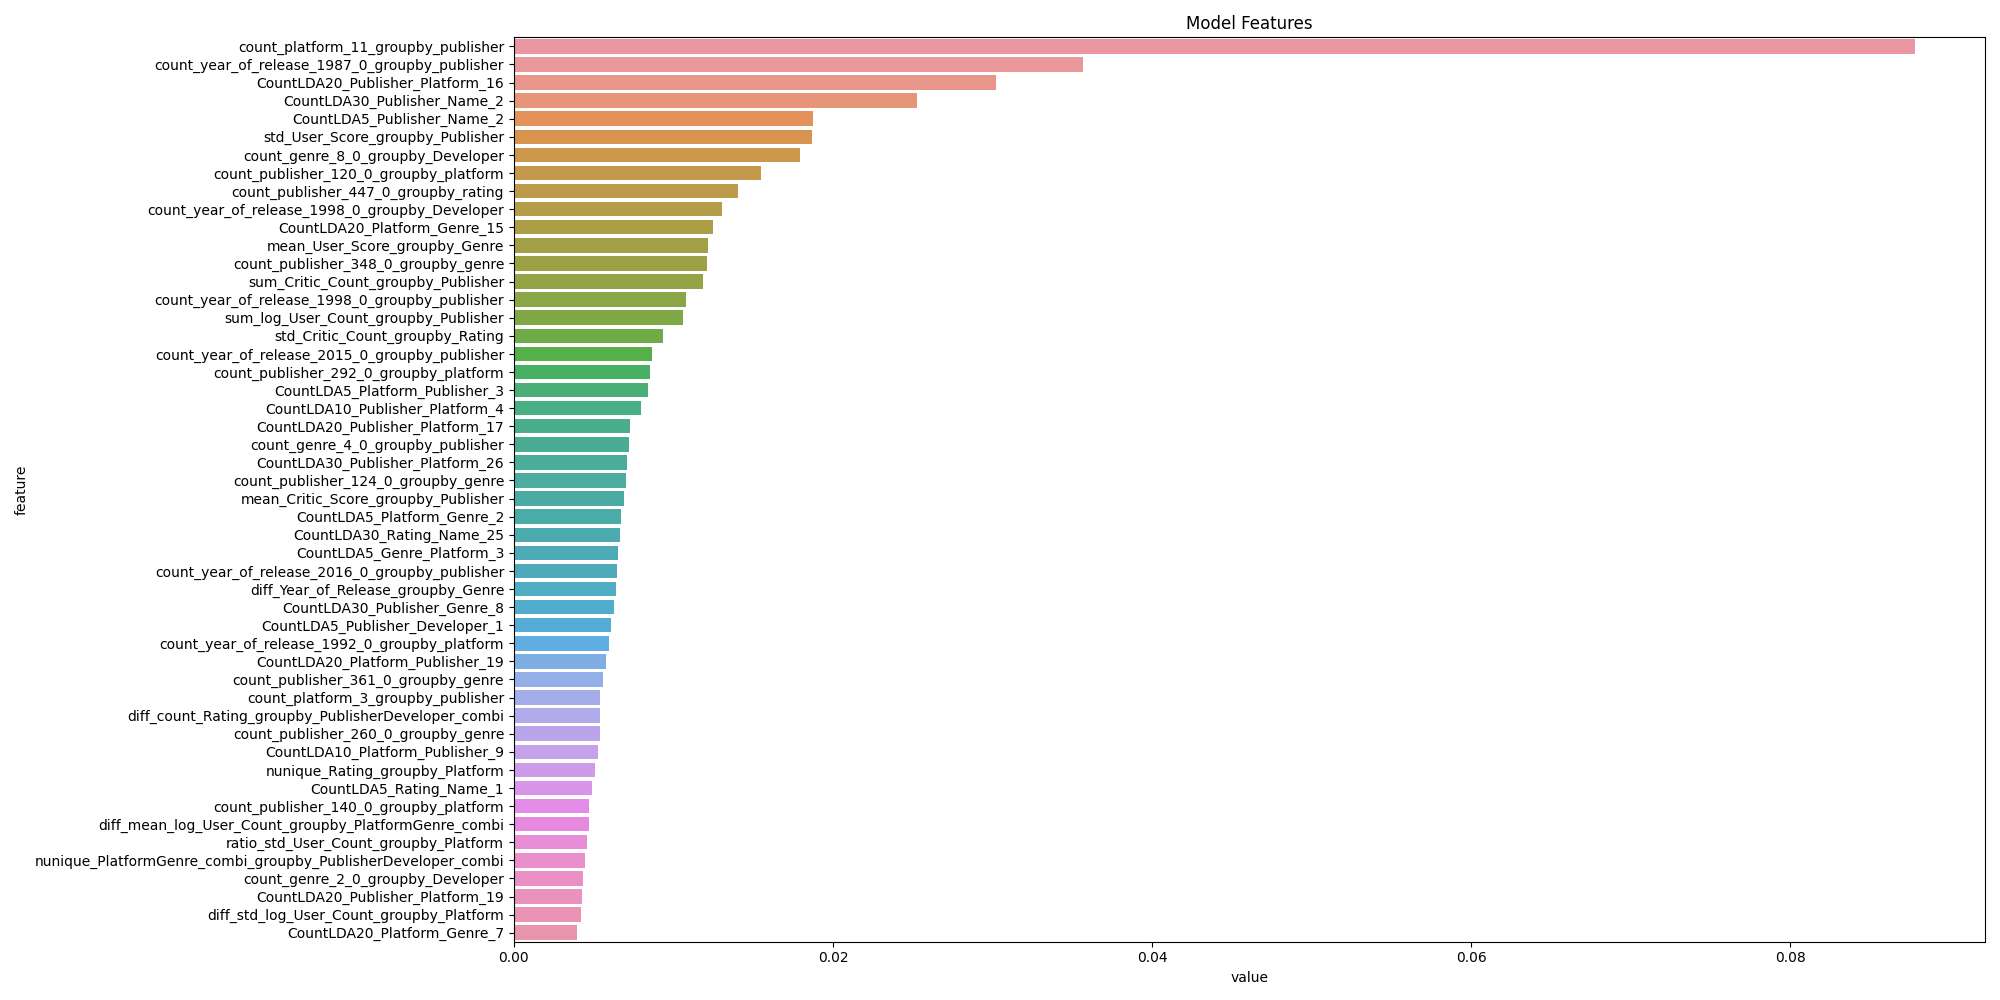 Model Features
count_platform_11_groupby_publisher
count_year_of_release_1987_0_groupby_publisher
CountLDA20_Publisher_Platform_16
CountLDA30_Publisher_Name_2
CountLDA5_Publisher_Name_2
std_User_Score_groupby_Publisher
count_genre_8_0_groupby_Developer
count_publisher_120_0_groupby_platform
count_publisher_447_0_groupby_rating
count_year_of_release_1998_0_groupby_Developer
CountLDA20_Platform_Genre_15
mean_User_Score_groupby_Genre
count_publisher_348_0_groupby_genre
sum_Critic_Count_groupby_Publisher
count_year_of_release_1998_0_groupby_publisher
sum_log_User_Count_groupby_Publisher
std_Critic_Count_groupby_Rating
count_year_of_release_2015_0_groupby_publisher
count_publisher_292_0_groupby_platform
CountLDA5_Platform_Publisher_3
CountLDA10_Publisher_Platform_4
CountLDA20_Publisher_Platform_17
count_genre_4_0_groupby_publisher
CountLDA30_Publisher_Platform_26
count_publisher_124_0_groupby_genre
mean_Critic_Score_groupby_Publisher
CountLDA5_Platform_Genre_2
CountLDA30_Rating_Name_25
CountLDA5_Genre_Platform_3
count_year_of_release_2016_0_groupby_publisher
diff_Year_of_Release_groupby_Genre
CountLDA30_Publisher_Genre_8
CountLDA5_Publisher_Developer_1
count_year_of_release_1992_0_groupby_platform
CountLDA20_Platform_Publisher_19
count_publisher_361_0_groupby_genre
count_platform_3_groupby_publisher
diff_count_Rating_groupby_PublisherDeveloper_combi
count_publisher_260_0_groupby_genre
CountLDA10_Platform_Publisher_9
nunique_Rating_groupby_Platform
CountLDA5_Rating_Name_1
count_publisher_140_0_groupby_platform
diff_mean_log_User_Count_groupby_PlatformGenre_combi
ratio_std_User_Count_groupby_Platform
nunique_PlatformGenre_combi_groupby_PublisherDeveloper_combi
count_genre_2_0_groupby_Developer
CountLDA20_Publisher_Platform_19
diff_std_log_User_Count_groupby_Platform
CountLDA20_Platform_Genre_7
feature
0.00 0.02 0.04 0.06 0.08
value